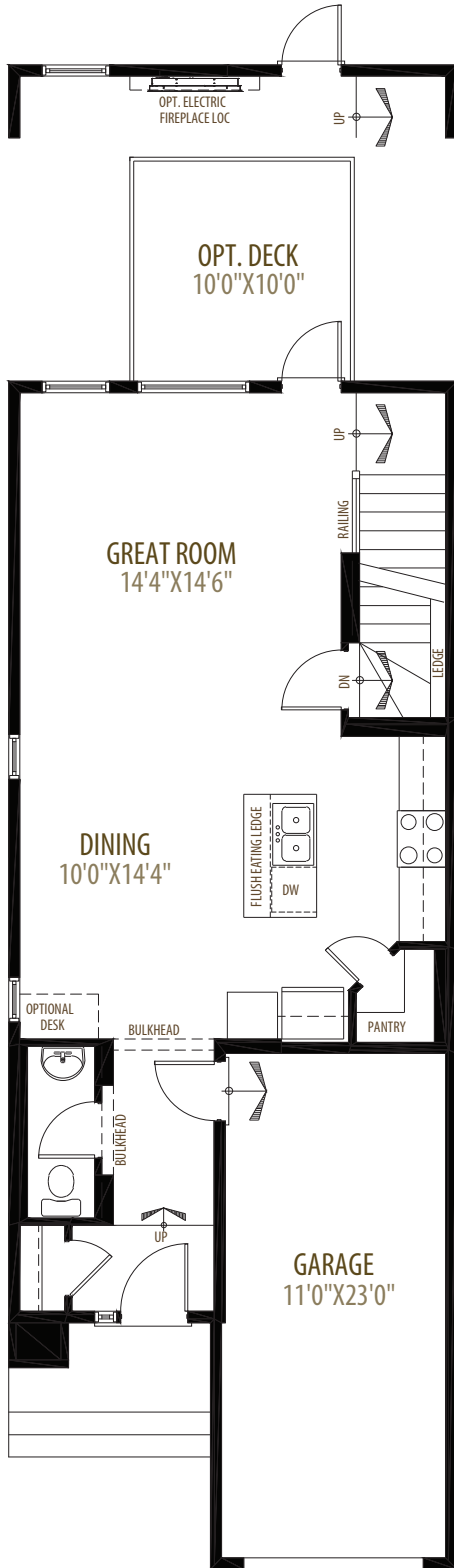 OPT. ELECTRIC
FIREPLACE LOC
UP
OPT. DECK
10'0"X10'0"
UP
RAILING
GREAT ROOM
14'4"X14'6"
DN
LEDGE
FLUSH EATING LEDGE
DINING
10'0"X14'4"
DW
OPTIONAL
DESK
BULKHEAD
PANTRY
BULKHEAD
UP
GARAGE
11'0"X23'0"